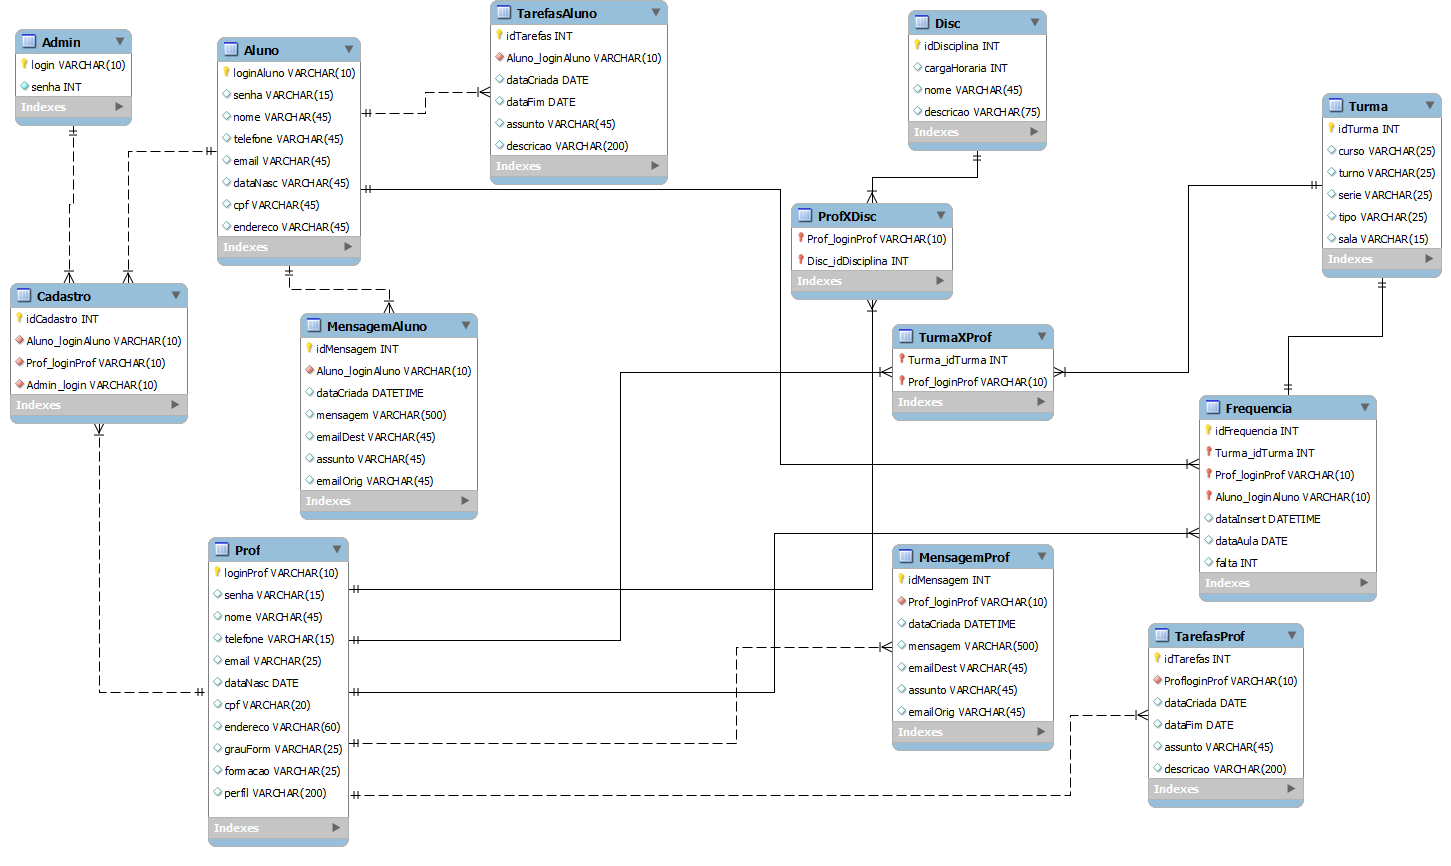 Admin
login VARCHAR(10)
senha INT
Indexes
Aluno
loginAluno VARCHAR(10)
senha VARCHAR(15)
nome VARCHAR(45)
telefone VARCHAR(45)
email VARCHAR(45)
dataNasc VARCHAR(45)
cpf VARCHAR(45)
endereco VARCHAR(45)
Indexes
TarefasAluno
idTarefas INT
Aluno_loginAluno VARCHAR(10)
dataCriada DATE
dataFim DATE
assunto VARCHAR(45)
descricao VARCHAR(200)
Indexes
Disc
idDisciplina INT
cargaHoraria INT
nome VARCHAR(45)
descricao VARCHAR(75)
Indexes
Turma
idTurma INT
curso VARCHAR(25)
turno VARCHAR(25)
serie VARCHAR(25)
tipo VARCHAR(25)
sala VARCHAR(15)
Indexes
ProfXDisc
Prof_loginProf VARCHAR(10)
Disc_idDisciplina INT
Indexes
Cadastro
idCadastro INT
Aluno_loginAluno VARCHAR(10)
Prof_loginProf VARCHAR(10)
Admin_login VARCHAR(10)
Indexes
MensagemAluno
idMensagem INT
Aluno_loginAluno VARCHAR(10)
dataCriada DATETIME
mensagem VARCHAR(500)
emailDest VARCHAR(45)
assunto VARCHAR(45)
emailOrig VARCHAR(45)
Indexes
TurmaXProf
Turma_idTurma INT
Prof_loginProf VARCHAR(10)
Indexes
Frequencia
idFrequencia INT
Turma_idTurma INT
Prof_loginProf VARCHAR(10)
Aluno_loginAluno VARCHAR(10)
dataInsert DATETIME
dataAula DATE
falta INT
Indexes
Prof
loginProf VARCHAR(10)
senha VARCHAR(15)
nome VARCHAR(45)
telefone VARCHAR(15)
email VARCHAR(25)
dataNasc DATE
cpf VARCHAR(20)
endereco VARCHAR(60)
grauForm VARCHAR(25)
formacao VARCHAR(25)
perfil VARCHAR(200)
Indexes
MensagemProf
idMensagem INT
Prof_loginProf VARCHAR(10)
dataCriada DATETIME
mensagem VARCHAR(500)
emailDest VARCHAR(45)
assunto VARCHAR(45)
emailOrig VARCHAR(45)
Indexes
TarefasProf
idTarefas INT
ProfloginProf VARCHAR(10)
dataCriada DATE
dataFim DATE
assunto VARCHAR(45)
descricao VARCHAR(200)
Indexes